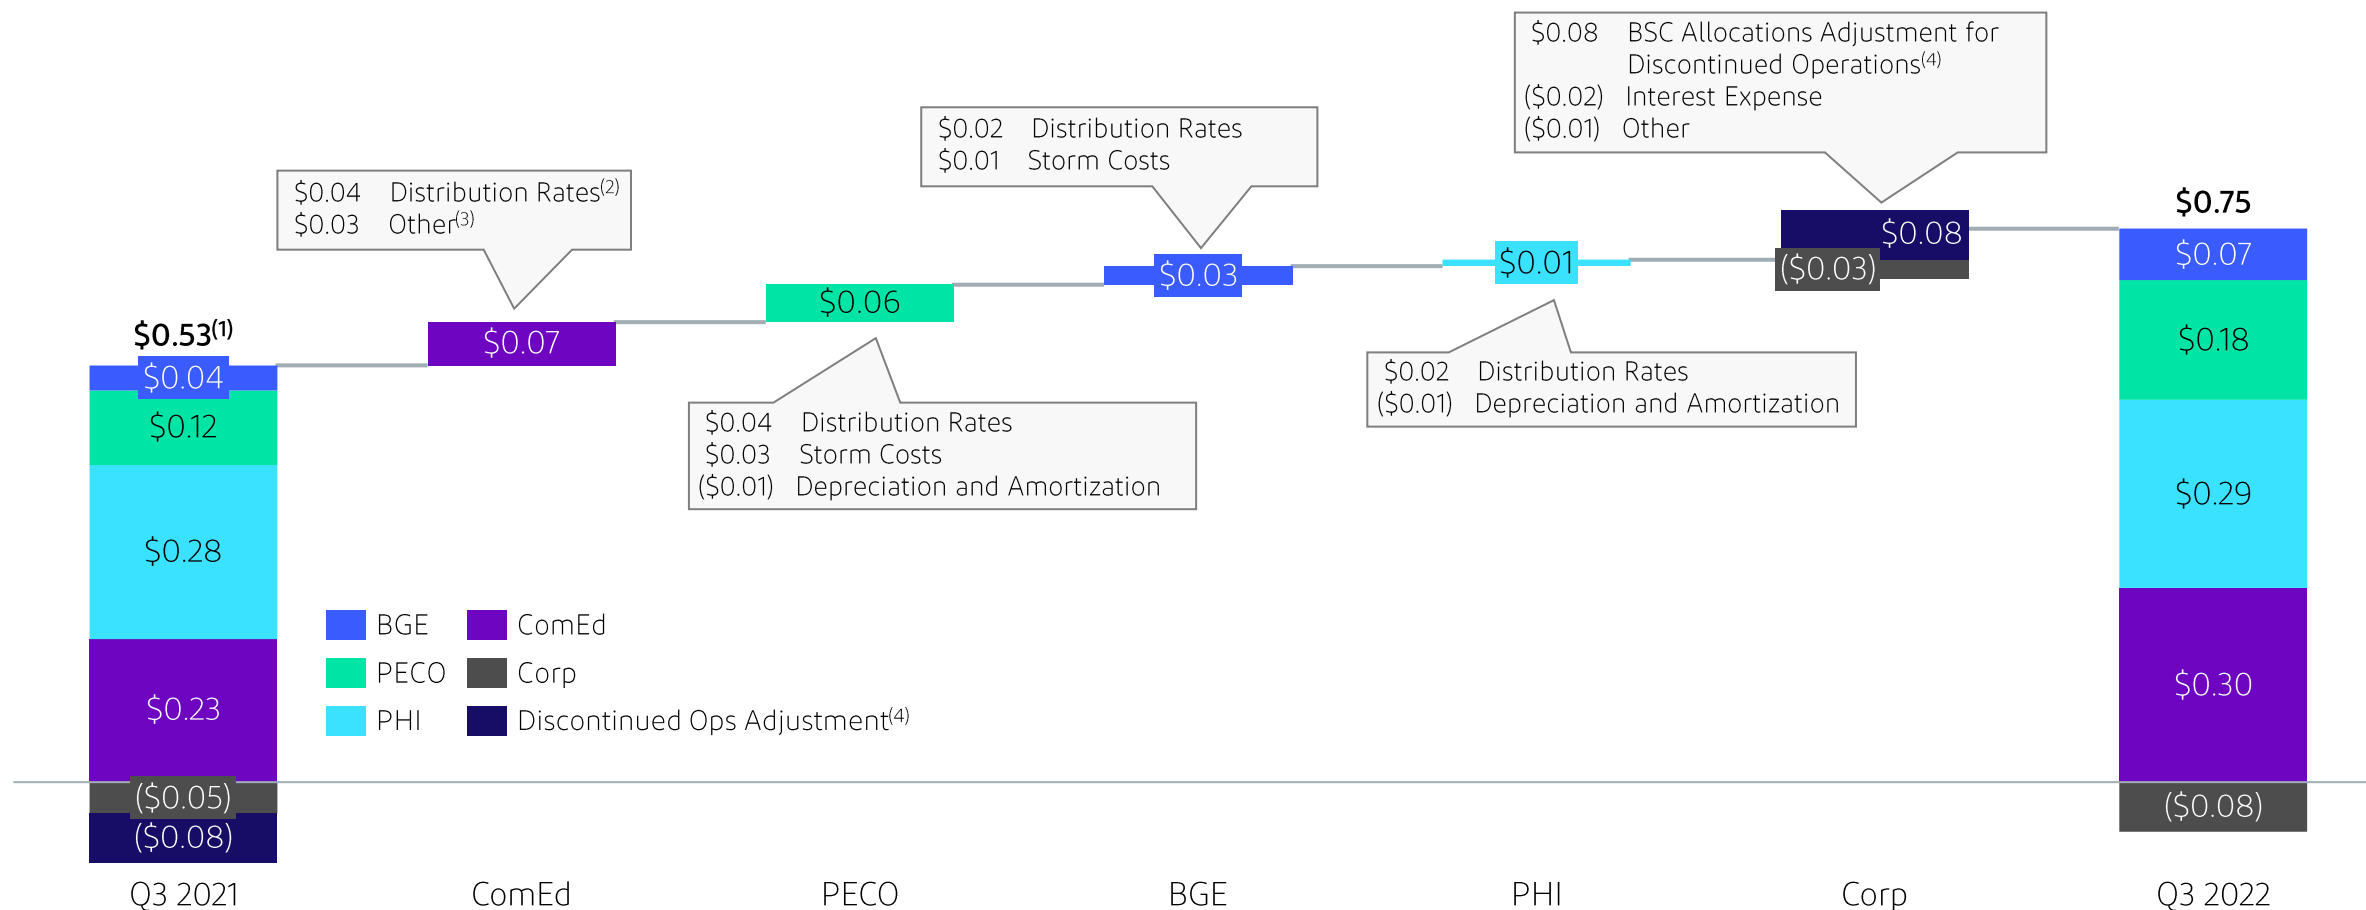 $0.53(1)
$0.04
$0.12
$0.28
$0.23
($0.05)
($0.08)
Q3 2021
$0.04 Distribution Rates(2)
$0.03 Other(3)
$0.07
ComEd
$0.06
$0.04 Distribution Rates
$0.03 Storm Costs
($0.01) Depreciation and Amortization
PECO
$0.02 Distribution Rates
$0.01 Storm Costs
$0.03
BGE
$0.01
$0.02 Distribution Rates
($0.01) Depreciation and Amortization
PHI
$0.08 BSC Allocations Adjustment for
Discontinued Operations(4)
($0.02) Interest Expense
($0.01) Other
$0.08
($0.03)
Corp
$0.75
$0.07
$0.18
$0.29
$0.30
($0.08)
Q3 2022
BGE
ComEd
PECO
Corp
PHI
Discontinued Ops Adjustment(4)